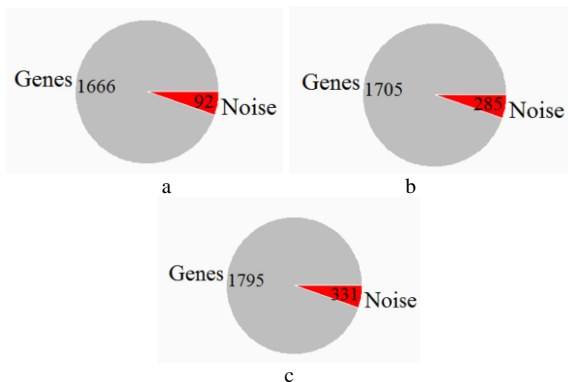 Genes 1666 92 Noise
Genes 1705 285 Noise
a b
Genes 1795 331 Noise
c